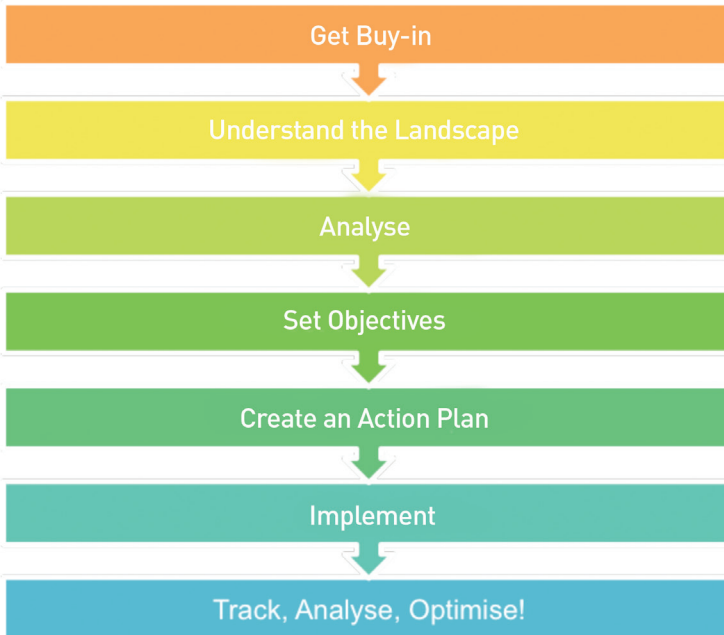 Get Buy-in
Understand the Landscape
Analyse
Set Objectives
Create an Action Plan
Implement
Track, Analyse, Optimise!